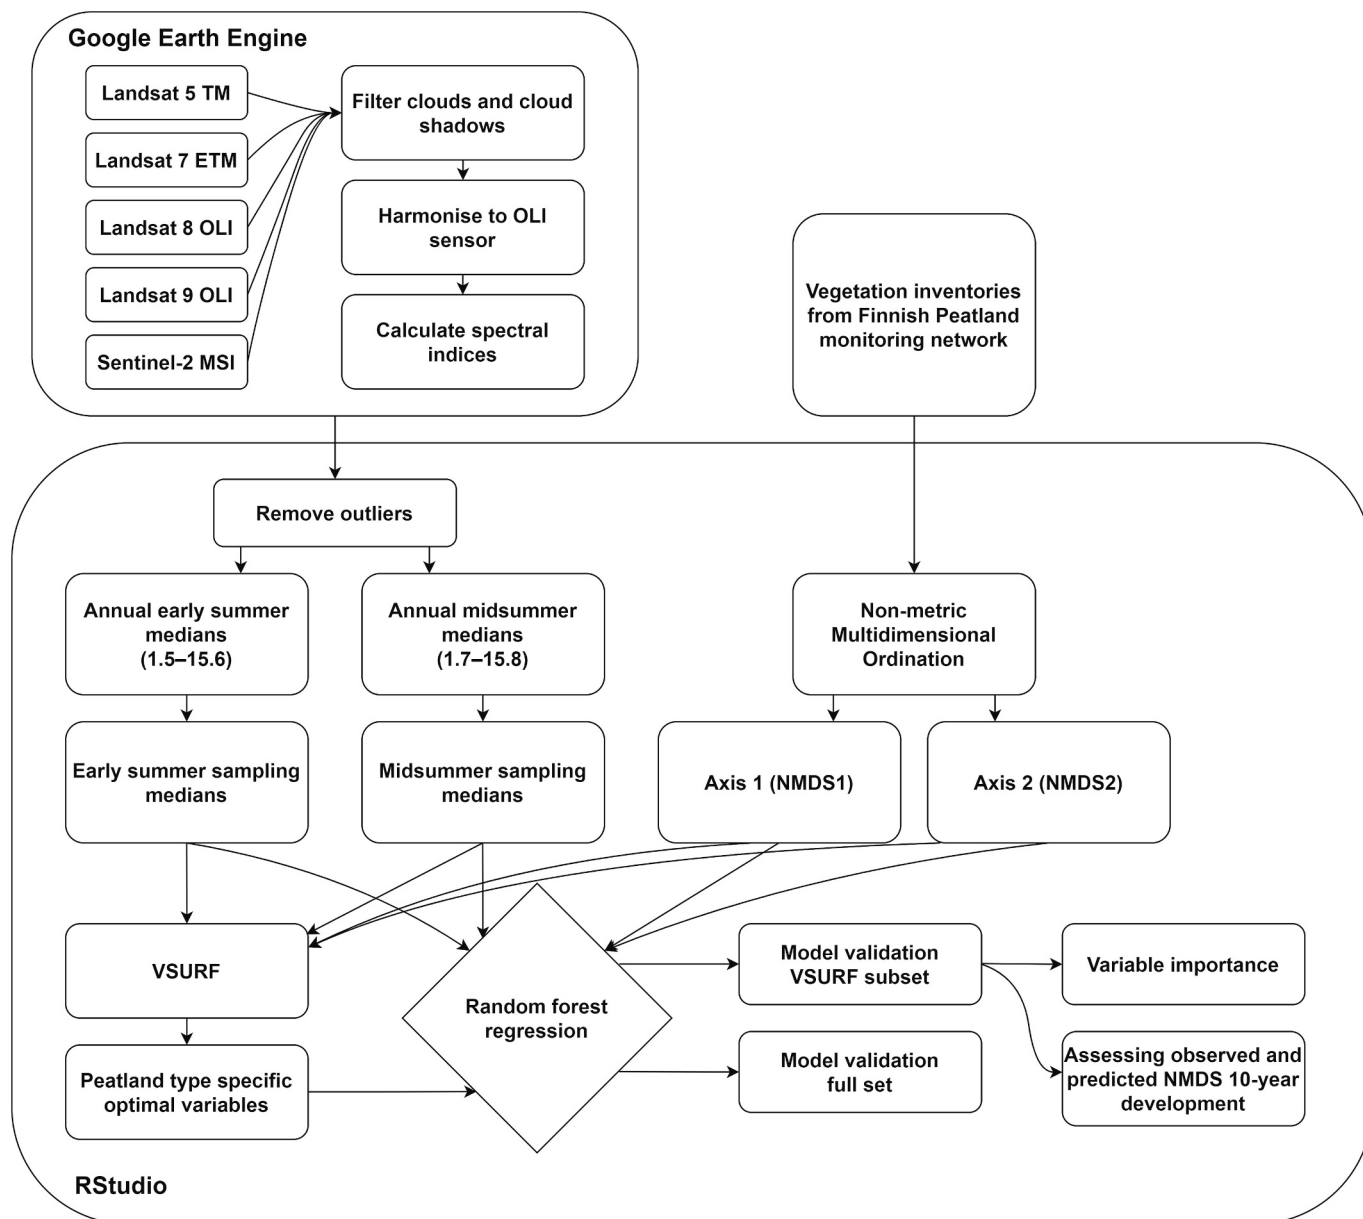 Google Earth Engine
Landsat 5 TM
Landsat 7 ETM
Landsat 8 OLI
Landsat 9 OLI
Sentinel-2 MSI
Filter clouds and cloud
shadows
Harmonise to OLI
sensor
Calculate spectral
indices
Vegetation inventories
from Finnish Peatland
monitoring network
Remove outliers
Annual early summer
medians
(1.5–15.6)
Annual midsummer
medians
(1.7–15.8)
Non-metric
Multidimensional
Ordination
Early summer sampling
medians
Midsummer sampling
medians
Axis 1 (NMDS1)
Axis 2 (NMDS2)
VSURF
Random forest
regression
Model validation
VSURF subset
Variable importance
Peatland type specific
optimal variables
Model validation
full set
Assessing observed and
predicted NMDS 10-year
development
RStudio